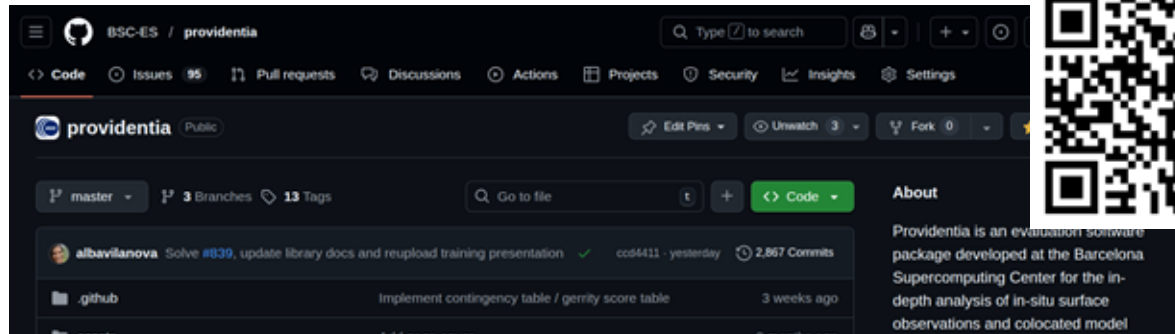 BSC-ES / providentia
Type / to search
Code Issues 95 Pull requests Discussions Actions Projects Security Insights Settings
providentia Public
Edit Pins Unwatch 3 Fork 0
master 3 Branches 13 Tags
Go to file t
Code
About
albavilanova Solve #839, update library docs and reupload training presentation ccd4411 · yesterday 2,867 Commits
.github Implement contingency table / gerrity score table 3 weeks ago
Providentia is an evaluation software
package developed at the Barcelona
Supercomputing Center for the in-
depth analysis of in-situ surface
observations and colocated model